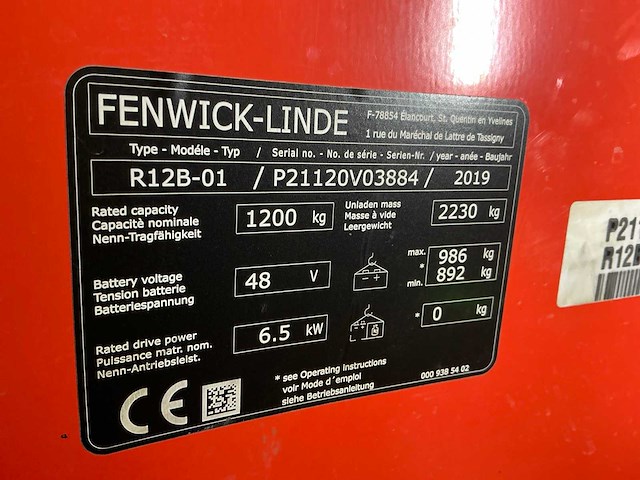 FENWICK-LINDE
F-78854 Élancourt, St. Quentin en Yvelines
1 rue du Maréchal de Lattre de Tassigny
Type - Modéle - Typ / Serial no. - No. de série - Serien-Nr. / year - année - Baujahr
R12B-01 / P21120V03884 / 2019
Rated capacity
Capacité nominale
Nenn-Tragfähigkeit
1200 kg
Unladen mass
Masse à vide
Leergewicht
2230 kg
Battery voltage
Tension batterie
Batteriespannung
48 V
max. 986 kg
*
min. 892 kg
Rated drive power
Puissance matr. nom.
Nenn-Antriebsleist.
6.5 kW
* 0 kg
* see Operating Instructions
voir Mode d´emploi
siehe Betriebsanleitung
000 938 54 02
CE
P211
R12B